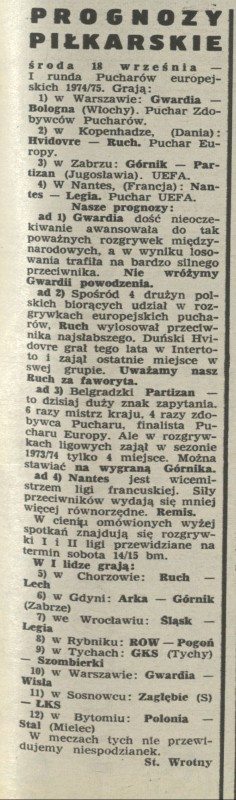 PROGNOZY
PIŁKARSKIE
środa 18 września —
I runda Pucharów europej-
skich 1974/75. Grają:
1) w Warszawie: Gwardia —
Bologna (Włochy). Puchar Zdo-
bywców Pucharów.
2) w Kopenhadze, (Dania):
Hvidovre — Ruch. Puchar Eu-
ropy.
3) w Zabrzu: Górnik — Par-
tizan (Jugosławia). UEFA.
4) W Nantes, (Francja): Nan-
tes — Legia. Puchar UEFA.
Nasze prognozy:
ad 1) Gwardia dość nieocze-
kiwanie awansowała do tak
poważnych rozgrywek między-
narodowych, a w wyniku loso-
wania trafiła na bardzo silnego
przeciwnika. Nie wróżymy
Gwardii powodzenia.
ad 2) Spośród 4 drużyn pol-
skich biorących udział w roz-
grywkach europejskich pucha-
rów, Ruch wylosował przeciw-
nika najsłabszego. Duński Hvi-
dovre grał tego lata w Interto-
to i zajął ostatnie miejsce w
swej grupie. Uważamy nasz
Ruch za faworyta.
ad 3) Belgradzki Partizan —
to dzisiaj duży znak zapytania.
6 razy mistrz kraju, 4 razy zdo-
bywca Pucharu, finalista Pu-
charu Europy. Ale w rozgryw-
kach ligowych zajął w sezonie
1973/74 tylko 4 miejsce. Można
stawiać na wygraną Górnika.
ad 4) Nantes jest wicemi-
strzem ligi francuskiej. Siły
przeciwników wydają się mniej
więcej równorzędne. Remis.
W cieniu omówionych wyżej
spotkań znajdują się rozgryw-
ki I i II ligi przewidziane na
termin sobota 14/15 bm.
W I lidze grają:
5) w Chorzowie: Ruch —
Lech
6) w Gdyni: Arka — Górnik
(Zabrze)
7) we Wrocławiu: Śląsk —
Legia
8) w Rybniku: ROW — Pogoń
9) w Tychach: GKS (Tychy)
— Szombierki
10) w Warszawie: Gwardia —
Wisła
11) w Sosnowcu: Zagłębie (S)
— ŁKS
12) w Bytomiu: Polonia —
Stal (Mielec)
W meczach tych nie przewi-
dujemy niespodzianek.
St. Wrotny